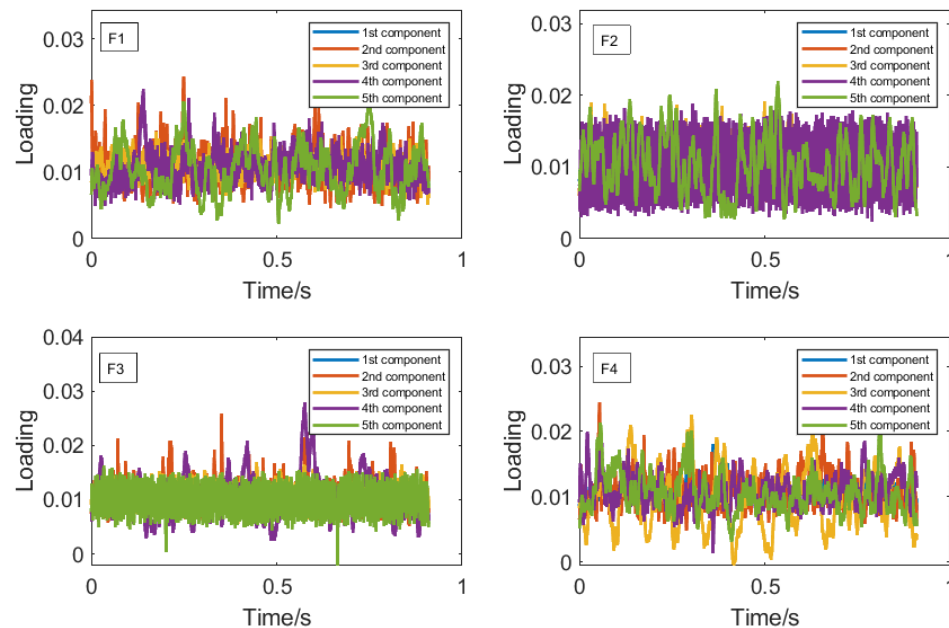 F1
1st component
2nd component
3rd component
4th component
5th component
0.03
0.02
0.01
0
Loading
0
0.5
1
Time/s
F2
1st component
2nd component
3rd component
4th component
5th component
0.03
0.02
0.01
0
Loading
0
0.5
1
Time/s
F3
1st component
2nd component
3rd component
4th component
5th component
0.04
0.03
0.02
0.01
0
Loading
0
0.5
1
Time/s
F4
1st component
2nd component
3rd component
4th component
5th component
0.03
0.02
0.01
0
Loading
0
0.5
1
Time/s